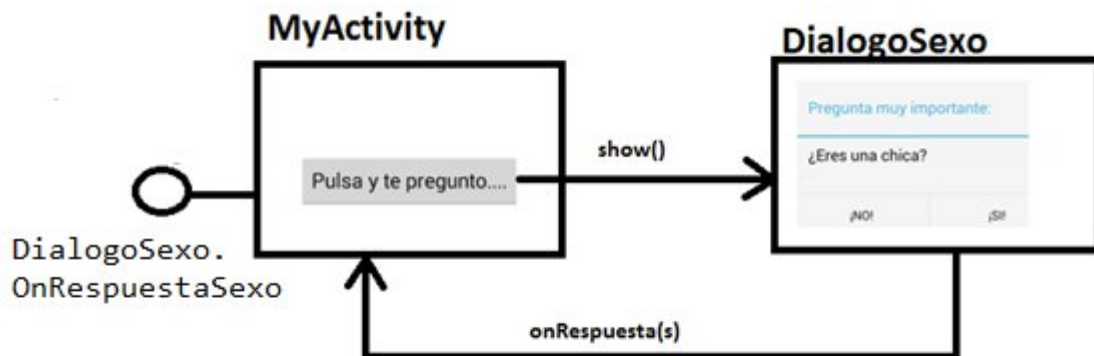 MyActivity
DialogoSexo
Pregunta muy importante:
¿Eres una chica?
show()
Pulsa y te pregunto....
¡NO!
¡SI!
DialogoSexo.
OnRespuestaSexo
onRespuesta(s)